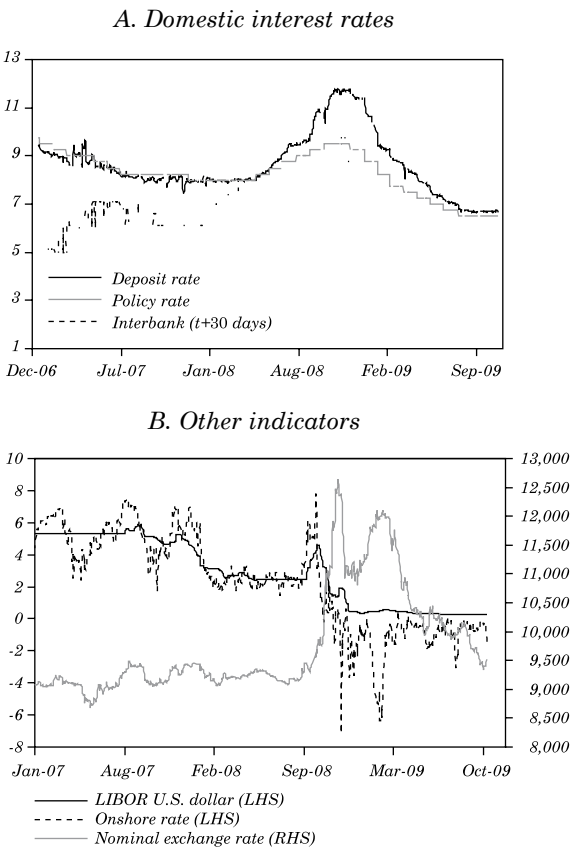 A. Domestic interest rates
13
11
9
7
5
3
1
Deposit rate
Policy rate
Interbank (t+30 days)
Dec-06 Jul-07 Jan-08 Aug-08 Feb-09 Sep-09
B. Other indicators
10 13,000
8 12,500
6 12,000
4 11,500
2 11,000
0 10,500
-2 10,000
-4 9,500
-6 9,000
-8 8,500
8,000
Jan-07 Aug-07 Feb-08 Sep-08 Mar-09 Oct-09
LIBOR U.S. dollar (LHS)
Onshore rate (LHS)
Nominal exchange rate (RHS)